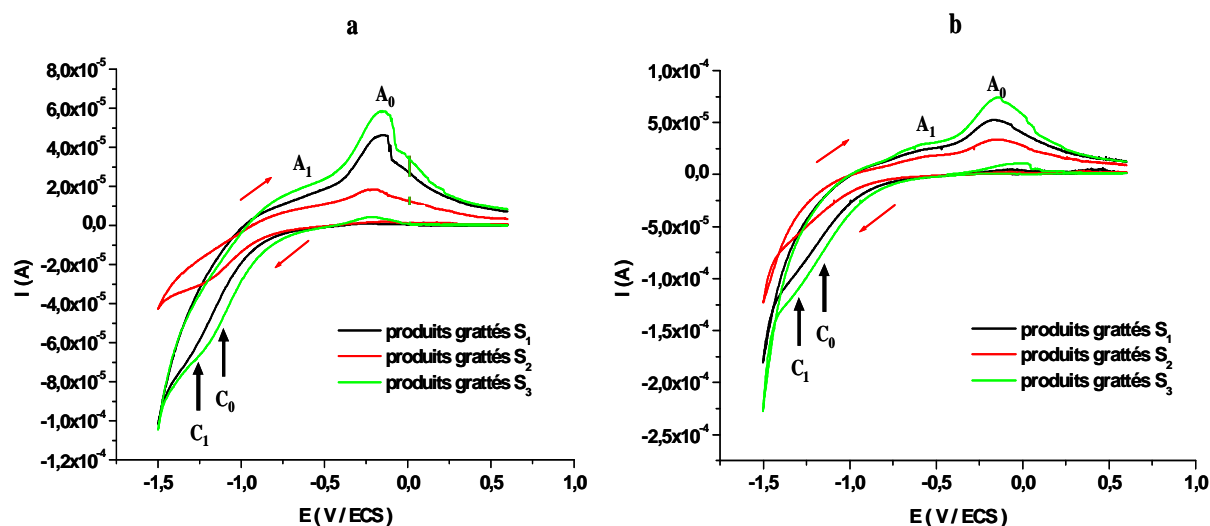 a
8,0x10⁻⁵
6,0x10⁻⁵
4,0x10⁻⁵
2,0x10⁻⁵
0,0
-2,0x10⁻⁵
-4,0x10⁻⁵
-6,0x10⁻⁵
-8,0x10⁻⁵
-1,0x10⁻⁴
-1,2x10⁻⁴
I (A)
A₀
A₁
C₀
C₁
produits grattés S₁
produits grattés S₂
produits grattés S₃
-1,5 -1,0 -0,5 0,0 0,5 1,0
E ( V / ECS )
b
1,0x10⁻⁴
5,0x10⁻⁵
0,0
-5,0x10⁻⁵
-1,0x10⁻⁴
-1,5x10⁻⁴
-2,0x10⁻⁴
-2,5x10⁻⁴
I (A)
A₀
A₁
C₀
C₁
produits grattés S₁
produits grattés S₂
produits grattés S₃
-1,5 -1,0 -0,5 0,0 0,5 1,0
E ( V / ECS )